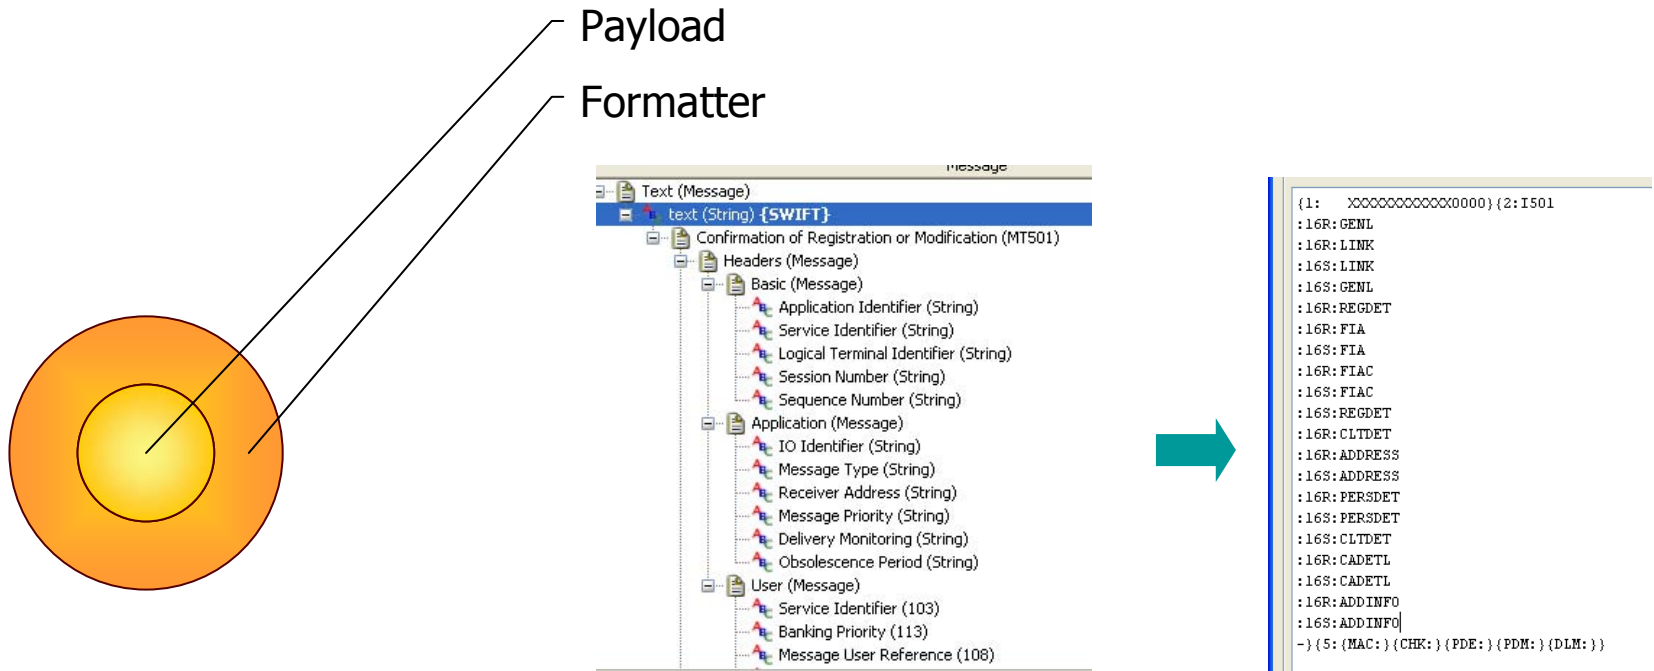 Payload
Formatter
Message
Text (Message)
text (String) {SWIFT}
Confirmation of Registration or Modification (MT501)
Headers (Message)
Basic (Message)
Application Identifier (String)
Service Identifier (String)
Logical Terminal Identifier (String)
Session Number (String)
Sequence Number (String)
Application (Message)
IO Identifier (String)
Message Type (String)
Receiver Address (String)
Message Priority (String)
Delivery Monitoring (String)
Obsolescence Period (String)
User (Message)
Service Identifier (103)
Banking Priority (113)
Message User Reference (108)
{1:   XXXXXXXXXXXX0000}{2:I501
:16R:GENL
:16R:LINK
:16S:LINK
:16S:GENL
:16R:REGDET
:16R:FIA
:16S:FIA
:16R:FIAC
:16S:FIAC
:16S:REGDET
:16R:CLTDET
:16R:ADDRESS
:16S:ADDRESS
:16R:PERSDET
:16S:PERSDET
:16S:CLTDET
:16R:CADETL
:16S:CADETL
:16R:ADDINFO
:16S:ADDINFO
-}{5:{MAC:}{CHK:}{PDE:}{PDM:}{DLM:}}